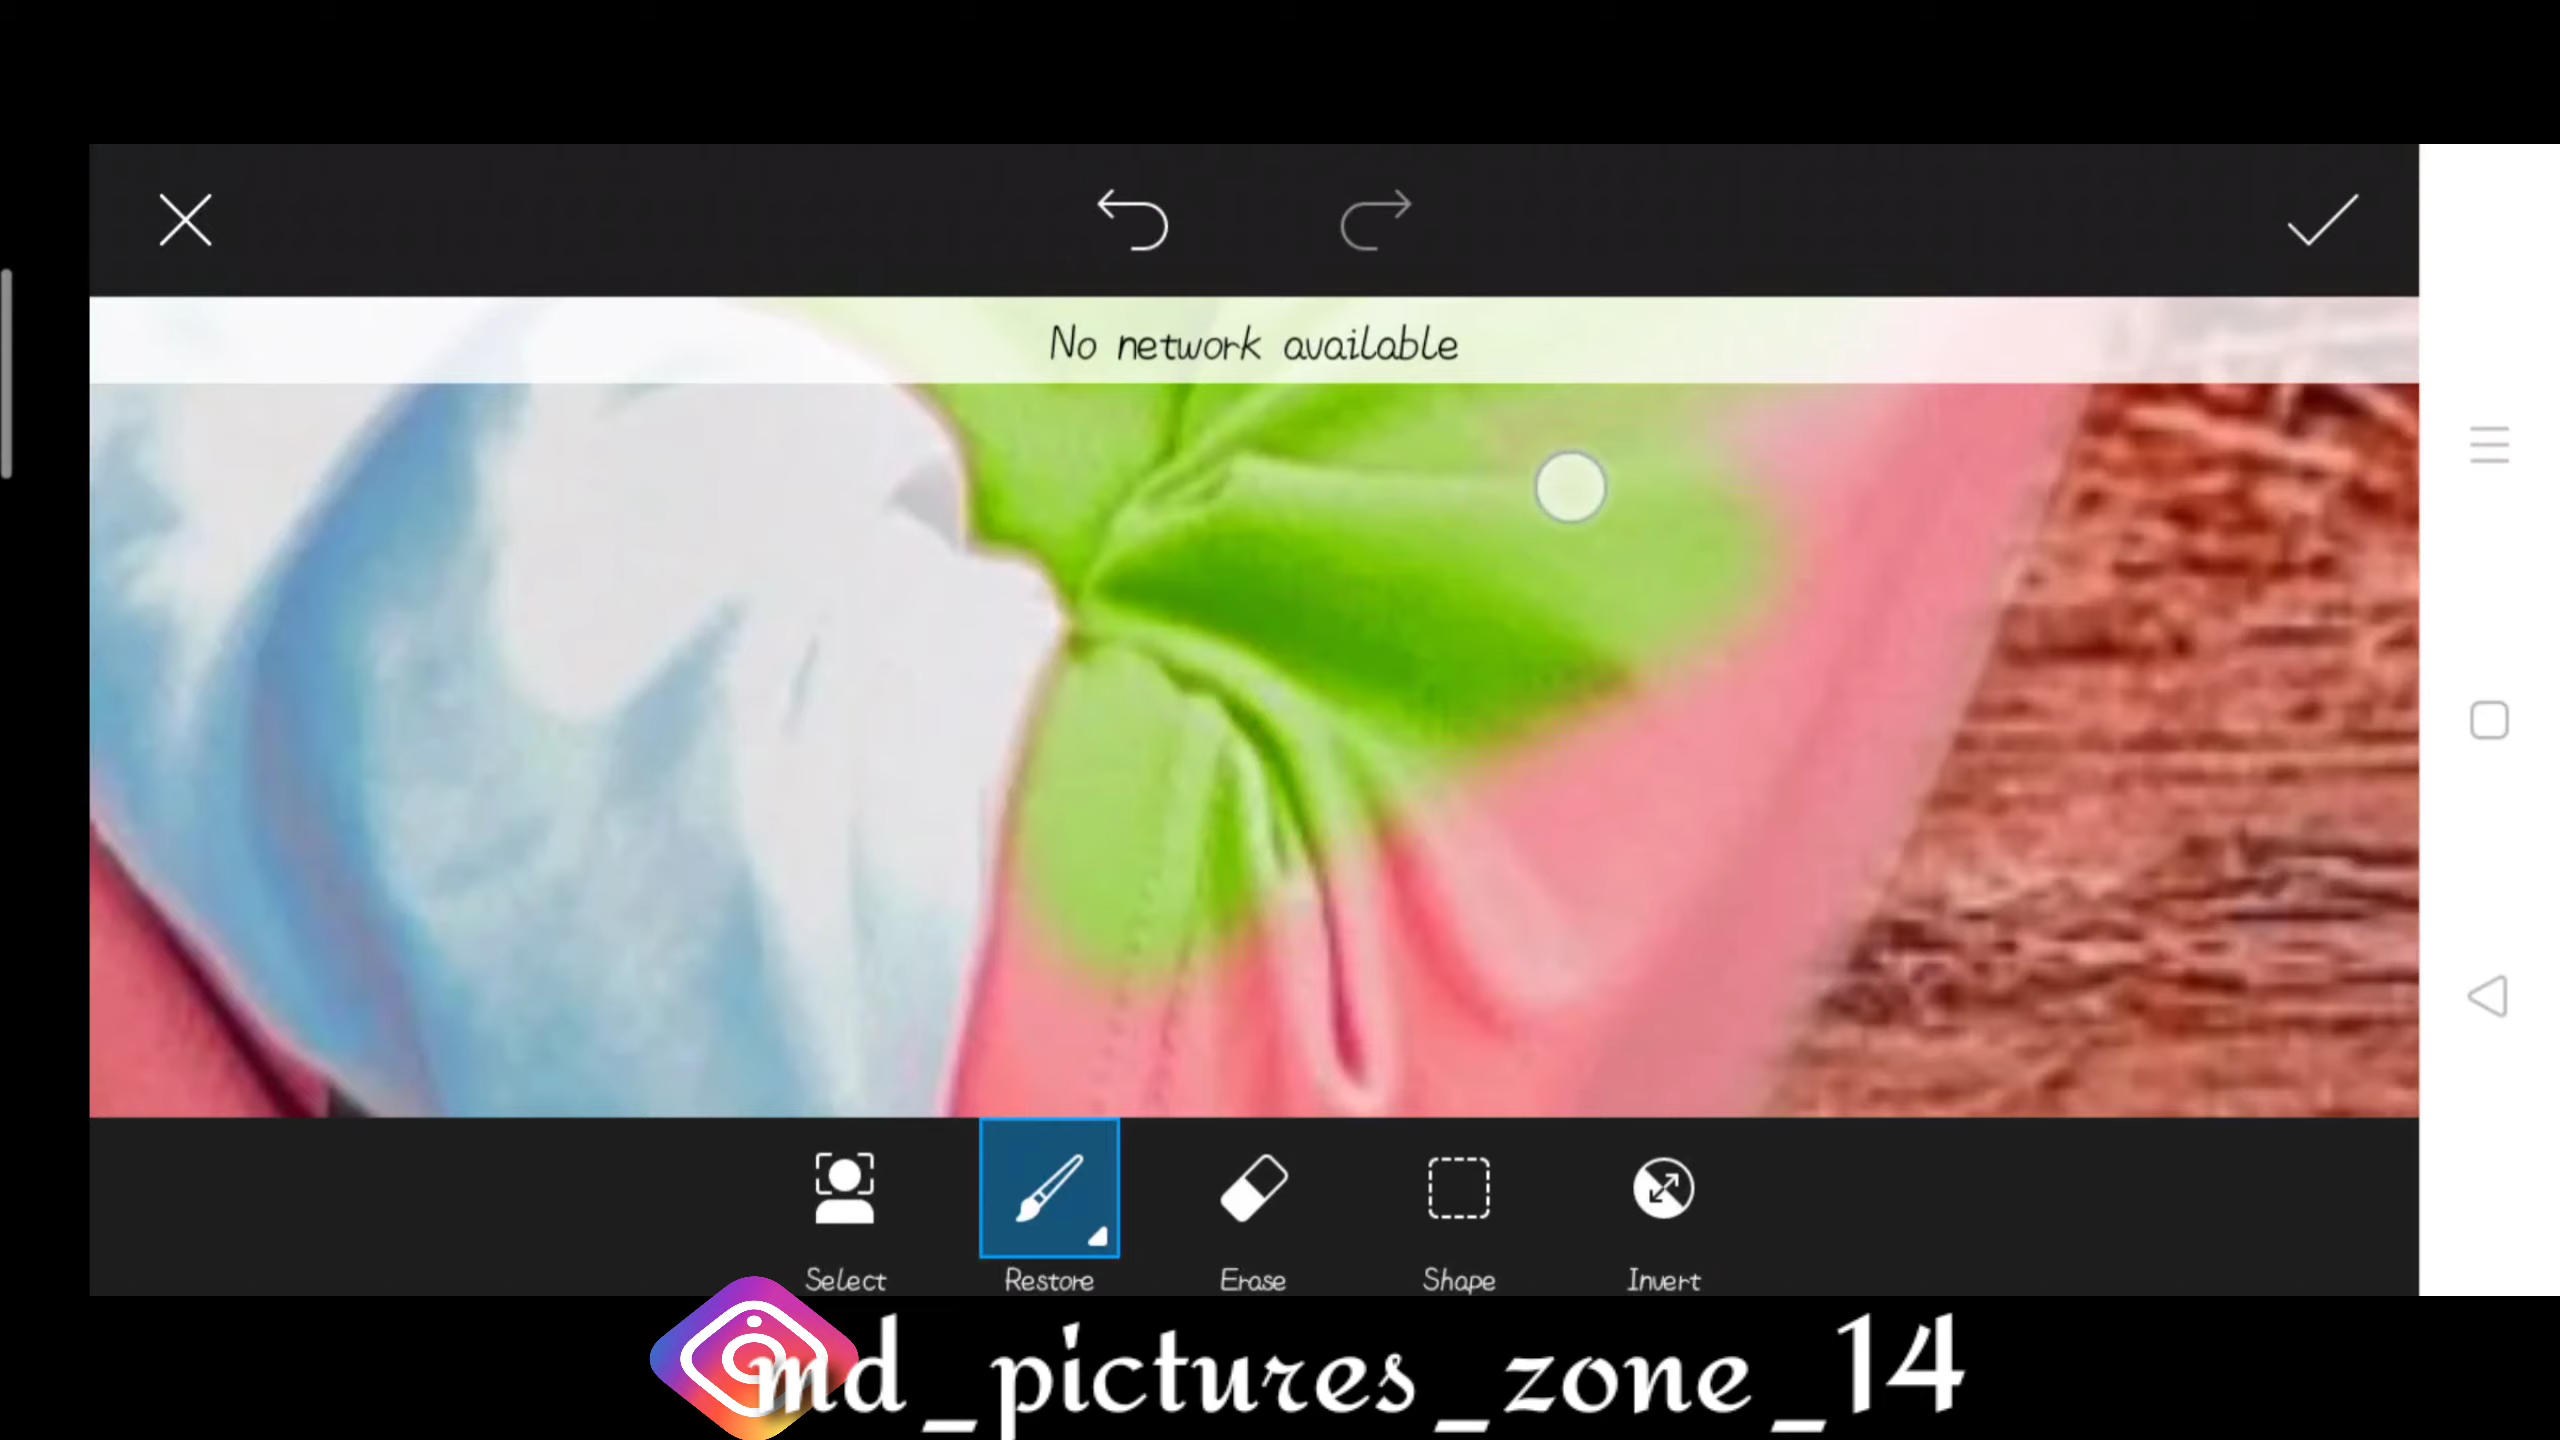 No network available
Select Restore Erase Shape Invert
md_pictures_zone_14